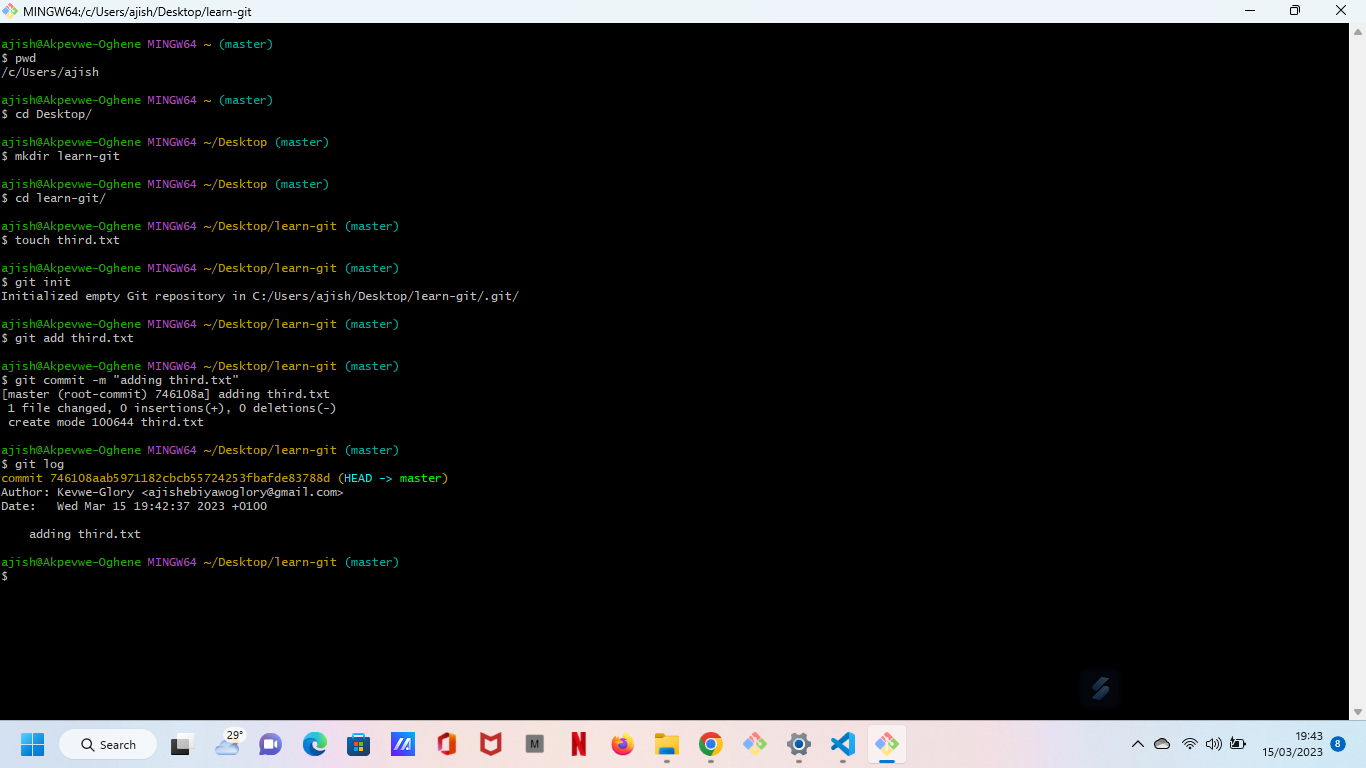 MINGW64:/c/Users/ajish/Desktop/learn-git
ajish@Akpevwe-Oghene MINGW64 ~ (master)
$ pwd
/c/Users/ajish
ajish@Akpevwe-Oghene MINGW64 ~ (master)
$ cd Desktop/
ajish@Akpevwe-Oghene MINGW64 ~/Desktop (master)
$ mkdir learn-git
ajish@Akpevwe-Oghene MINGW64 ~/Desktop (master)
$ cd learn-git/
ajish@Akpevwe-Oghene MINGW64 ~/Desktop/learn-git (master)
$ touch third.txt
ajish@Akpevwe-Oghene MINGW64 ~/Desktop/learn-git (master)
$ git init
Initialized empty Git repository in C:/Users/ajish/Desktop/learn-git/.git/
ajish@Akpevwe-Oghene MINGW64 ~/Desktop/learn-git (master)
$ git add third.txt
ajish@Akpevwe-Oghene MINGW64 ~/Desktop/learn-git (master)
$ git commit -m "adding third.txt"
[master (root-commit) 746108a] adding third.txt
 1 file changed, 0 insertions(+), 0 deletions(-)
 create mode 100644 third.txt
ajish@Akpevwe-Oghene MINGW64 ~/Desktop/learn-git (master)
$ git log
commit 746108aab5971182cbcb55724253fbafde83788d (HEAD -> master)
Author: Kevwe-Glory <ajishebiyawoglory@gmail.com>
Date:   Wed Mar 15 19:42:37 2023 +0100
    adding third.txt
ajish@Akpevwe-Oghene MINGW64 ~/Desktop/learn-git (master)
$
Search
29°
M
N
19:43
15/03/2023
8